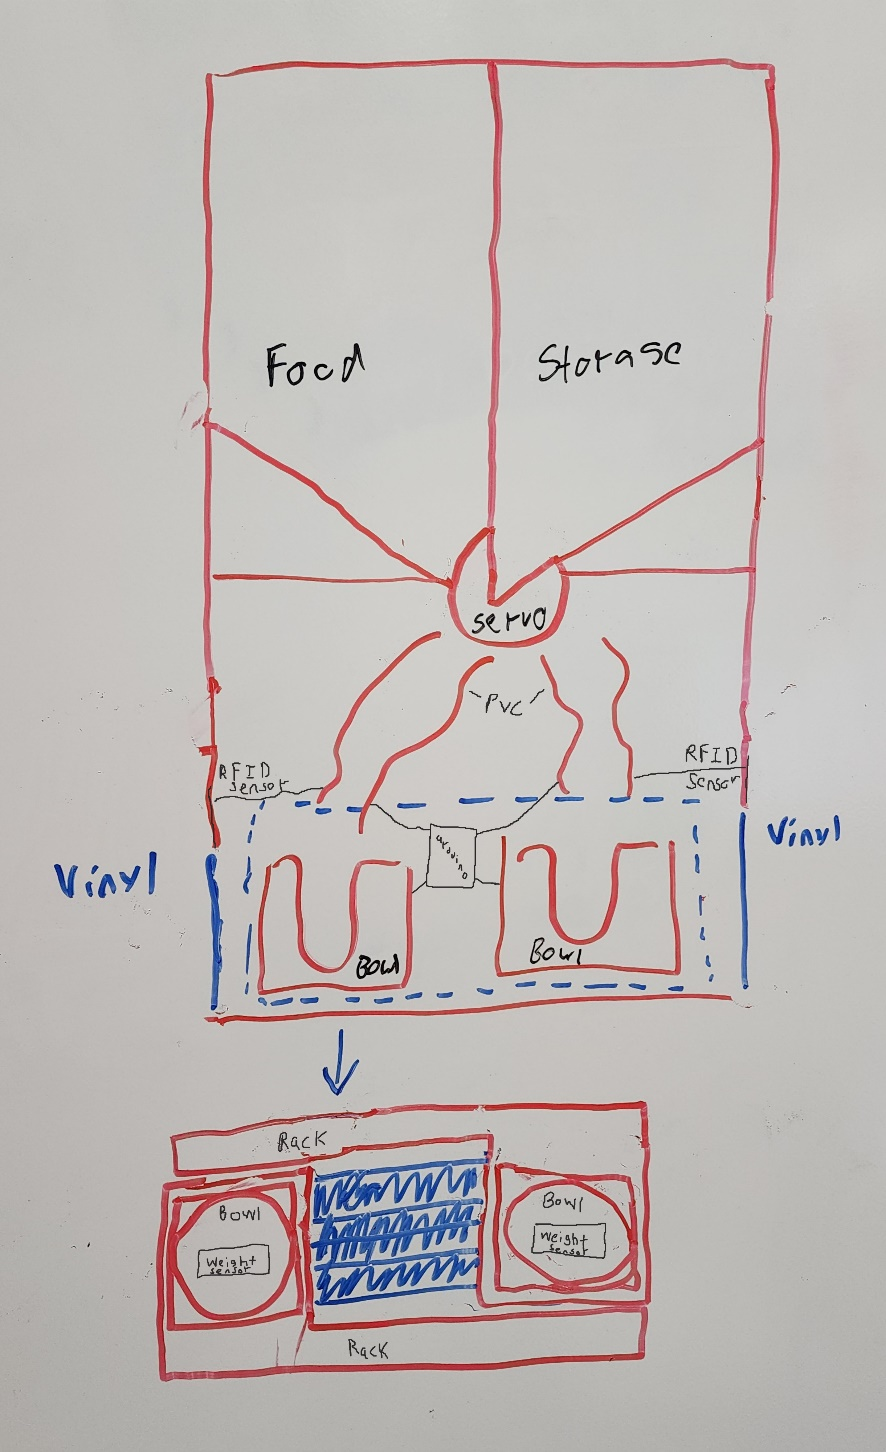 Food Storage
servo
PVC
RFID
sensor
RFID
sensor
Vinyl
Vinyl
arduino
Bowl
Bowl
Rack
Bowl
weight
sensor
Bowl
weight
sensor
Rack